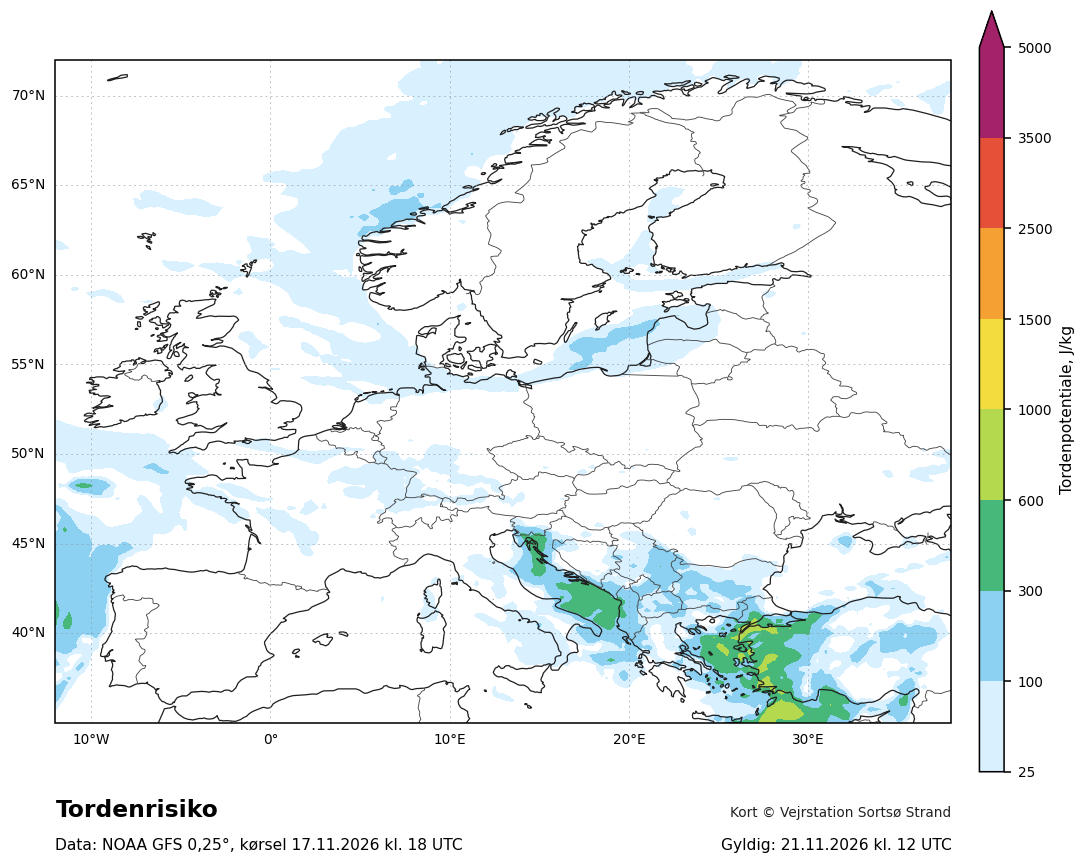 70°N
65°N
60°N
55°N
50°N
45°N
40°N
10°W
0°
10°E
20°E
30°E
5000
3500
2500
1500
1000
600
300
100
25
Tordenpotentiale, J/kg
Tordenrisiko
Kort © Vejrstation Sortsø Strand
Data: NOAA GFS 0,25°, kørsel 17.11.2026 kl. 18 UTC
Gyldig: 21.11.2026 kl. 12 UTC